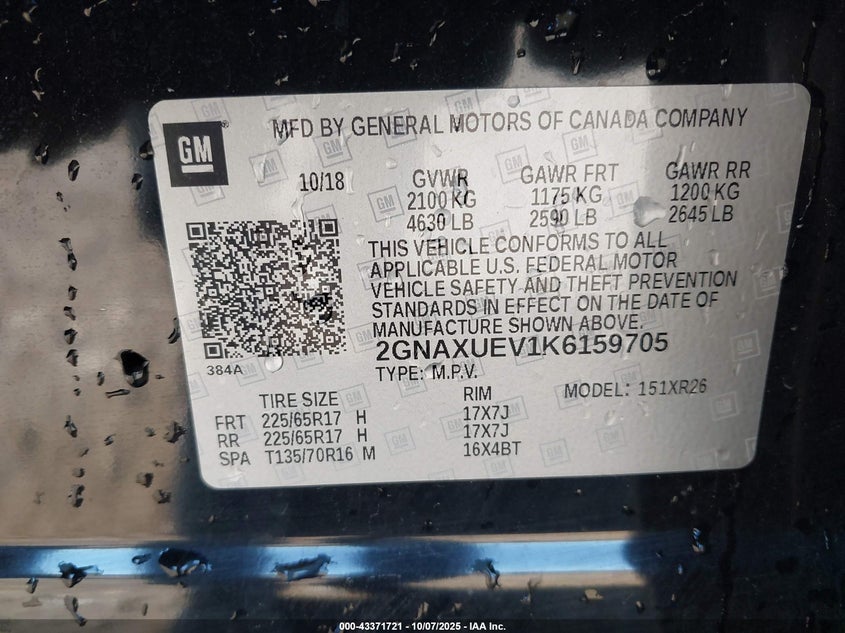 GM
MFD BY GENERAL MOTORS OF CANADA COMPANY
10/18 GVWR GAWR FRT GAWR RR
2100 KG 1175 KG 1200 KG
4630 LB 2590 LB 2645 LB
THIS VEHICLE CONFORMS TO ALL
APPLICABLE U.S. FEDERAL MOTOR
VEHICLE SAFETY AND THEFT PREVENTION
STANDARDS IN EFFECT ON THE DATE OF
MANUFACTURE SHOWN ABOVE.
2GNAXUEV1K6159705
384A
TYPE: M.P.V. MODEL: 151XR26
TIRE SIZE RIM
FRT 225/65R17 H 17X7J
RR 225/65R17 H 17X7J
SPA T135/70R16 M 16X4BT
000-43371721 - 10/07/2025 - IAA Inc.